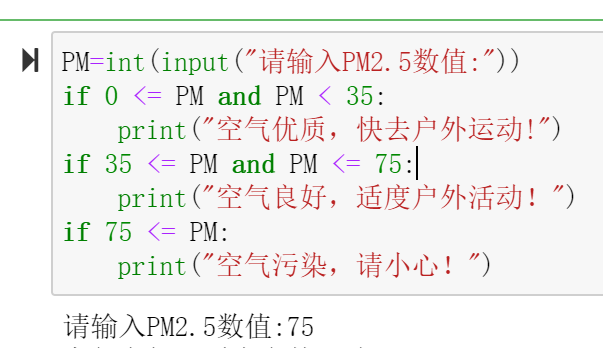 PM=int(input("请输入PM2.5数值:"))
if 0 <= PM and PM < 35:
    print("空气优质，快去户外运动!")
if 35 <= PM and PM <= 75:
    print("空气良好，适度户外活动！")
if 75 <= PM:
    print("空气污染，请小心！")
请输入PM2.5数值:75